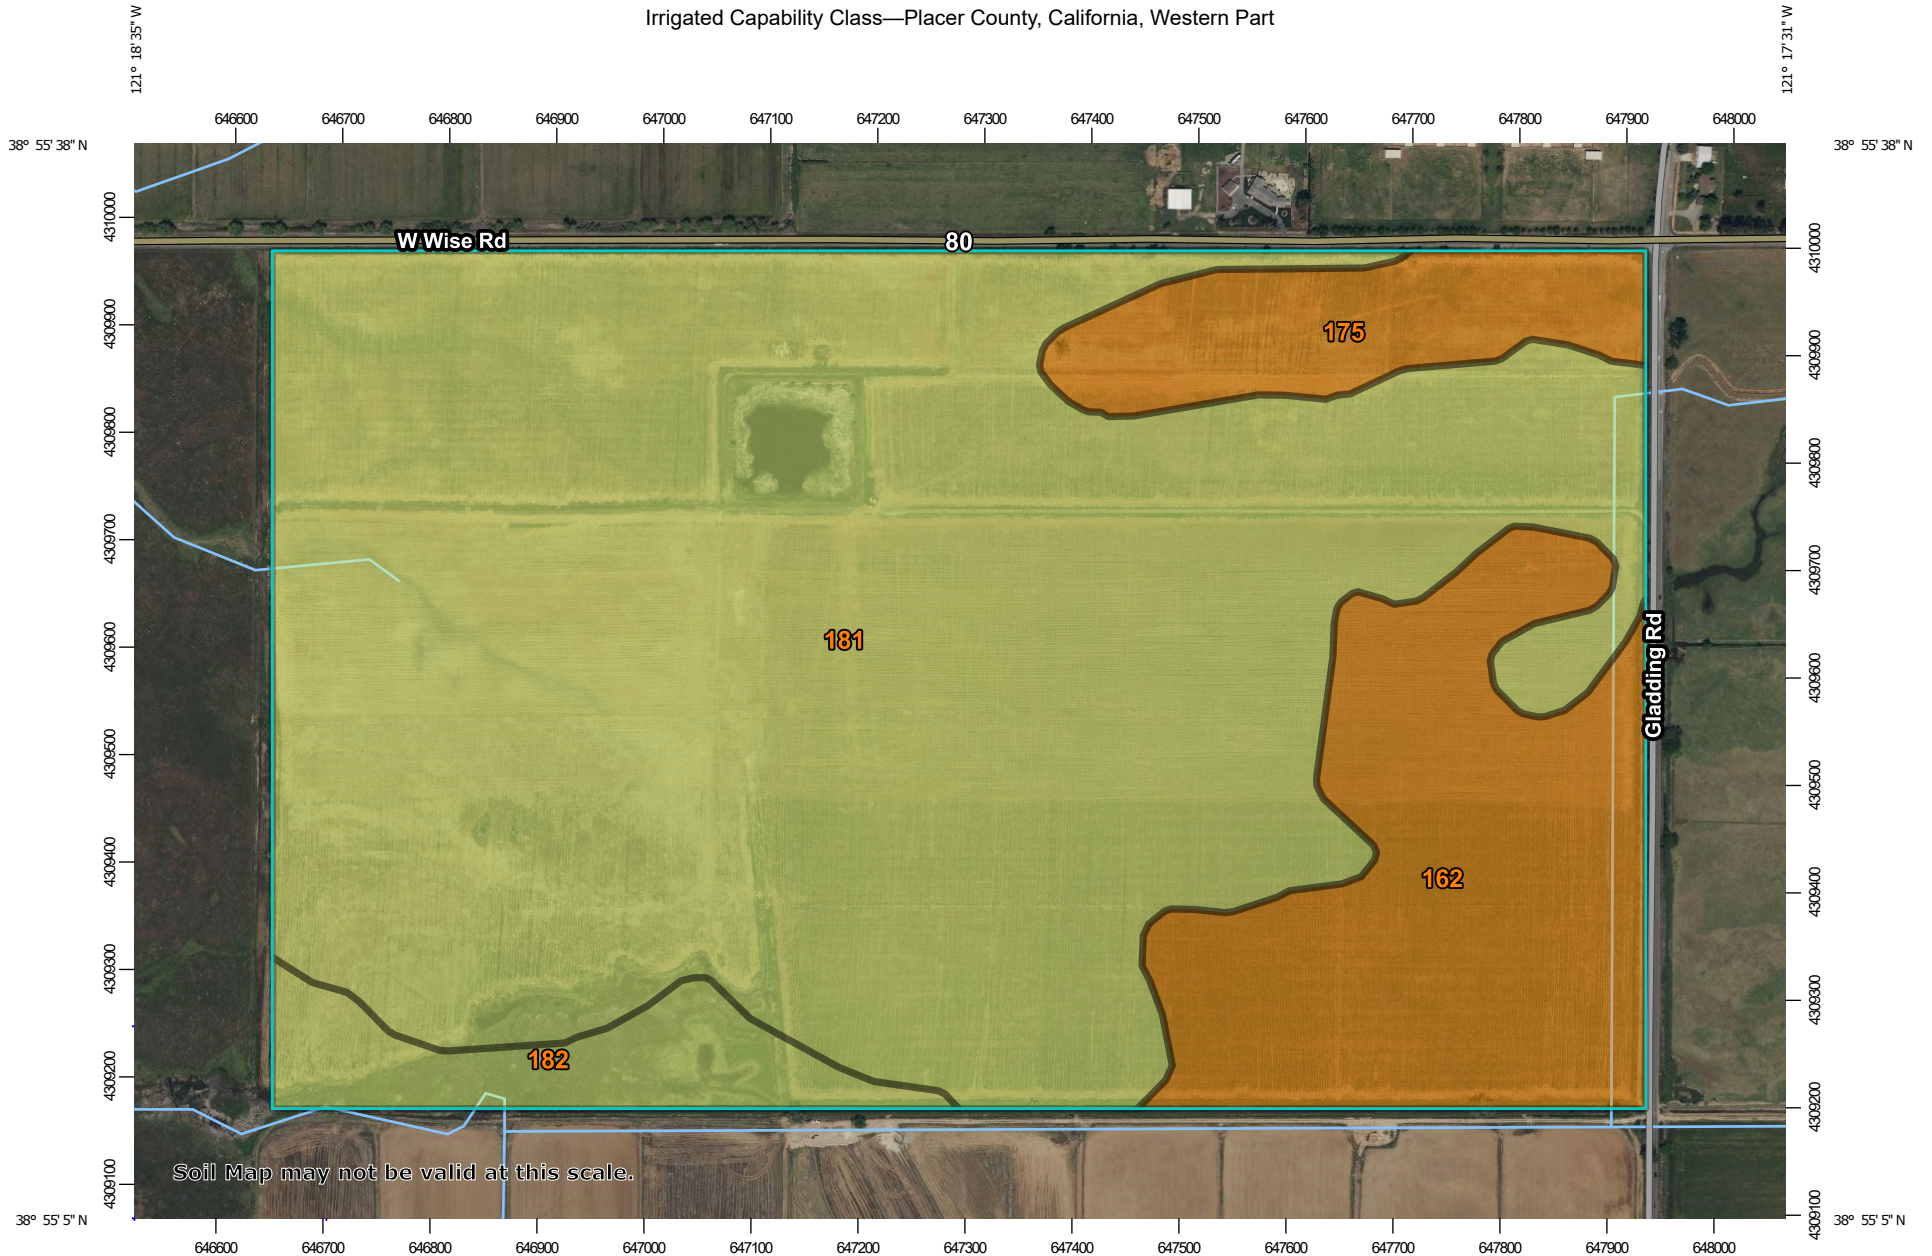 Irrigated Capability Class—Placer County, California, Western Part
121° 18' 35" W
121° 17' 31" W
646600 646700 646800 646900 647000 647100 647200 647300 647400 647500 647600 647700 647800 647900 648000
38° 55' 38" N
38° 55' 38" N
4310000
4309900
4309800
4309700
4309600
4309500
4309400
4309300
4309200
4309100
W Wise Rd
80
175
181
162
182
Gladding Rd
4310000
4309900
4309800
4309700
4309600
4309500
4309400
4309300
4309200
4309100
Soil Map may not be valid at this scale.
38° 55' 5" N
38° 55' 5" N
646600 646700 646800 646900 647000 647100 647200 647300 647400 647500 647600 647700 647800 647900 648000